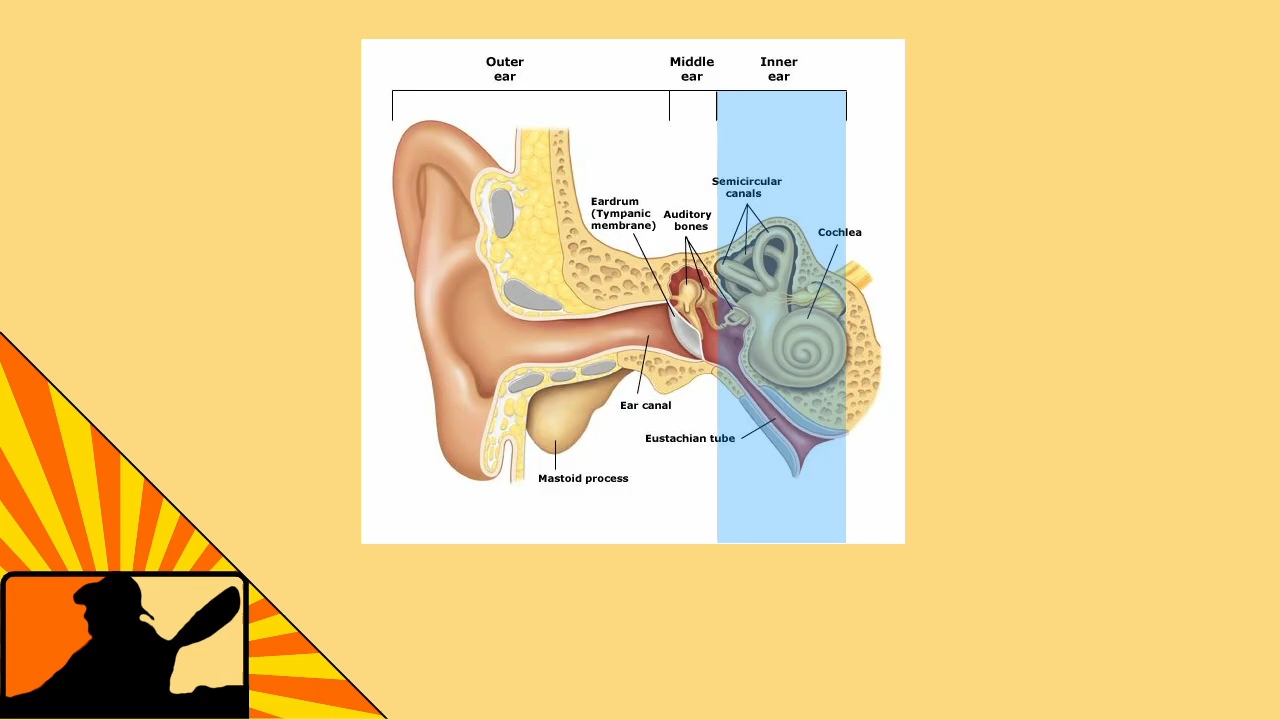 Outer
ear
Middle
ear
Inner
ear
Semicircular
canals
Eardrum
(Tympanic
membrane)
Auditory
bones
Cochlea
Ear canal
Eustachian tube
Mastoid process